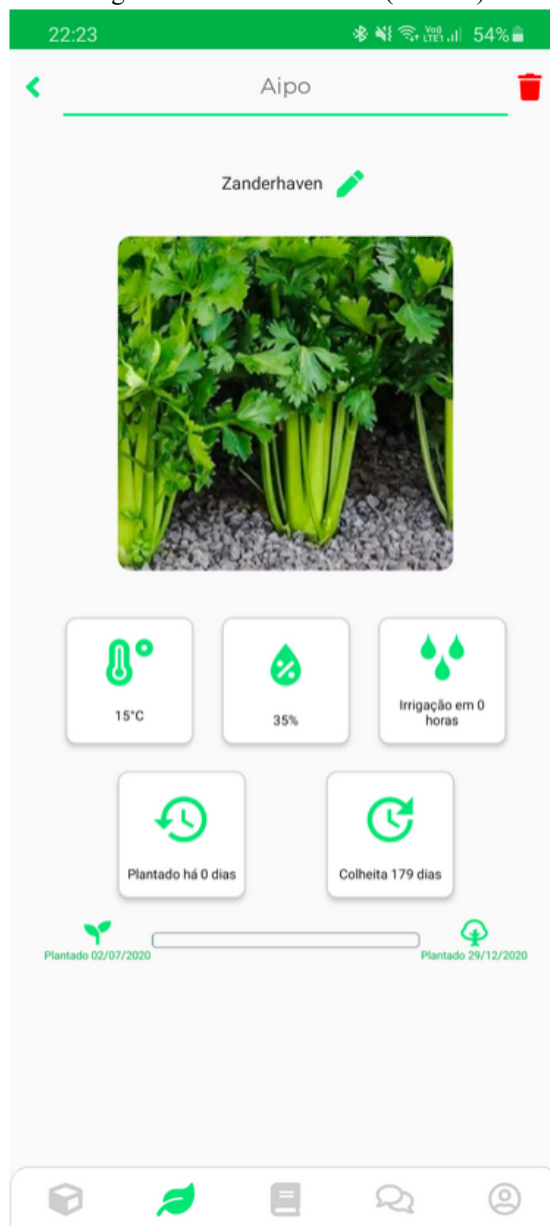 22:23
54%
Aipo
Zanderhaven
15°C
35%
Irrigação em 0
horas
Plantado há 0 dias
Colheita 179 dias
Plantado 02/07/2020
Plantado 29/12/2020